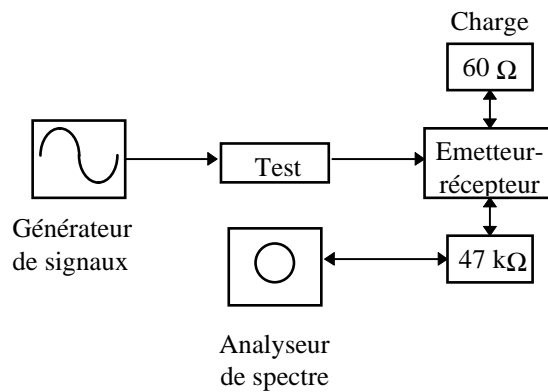 Charge
60 Ω
Test
Emetteur-
récepteur
Générateur
de signaux
47 kΩ
Analyseur
de spectre